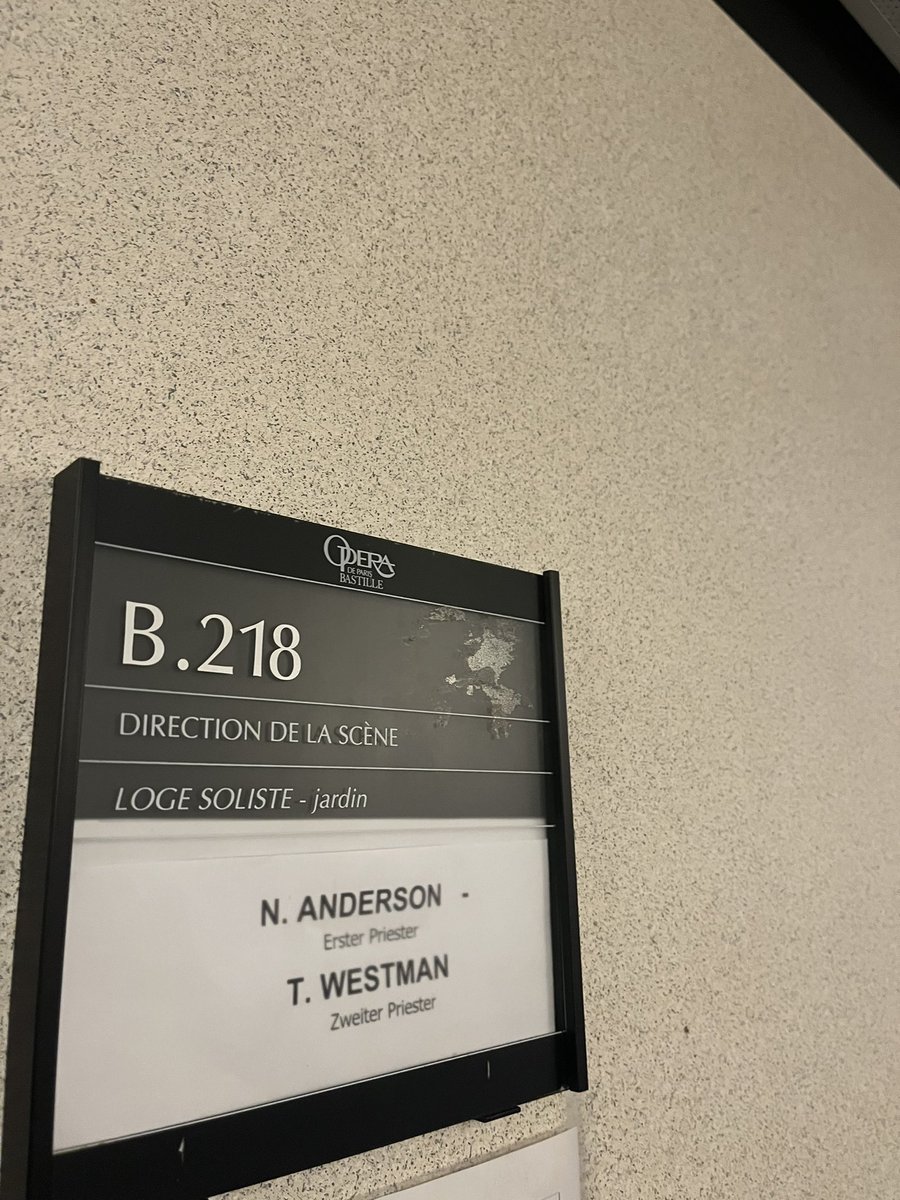 OPERA
DE PARIS
BASTILLE
B.218
DIRECTION DE LA SCÈNE
LOGE SOLISTE - jardin
N. ANDERSON -
Erster Priester
T. WESTMAN
Zweiter Priester